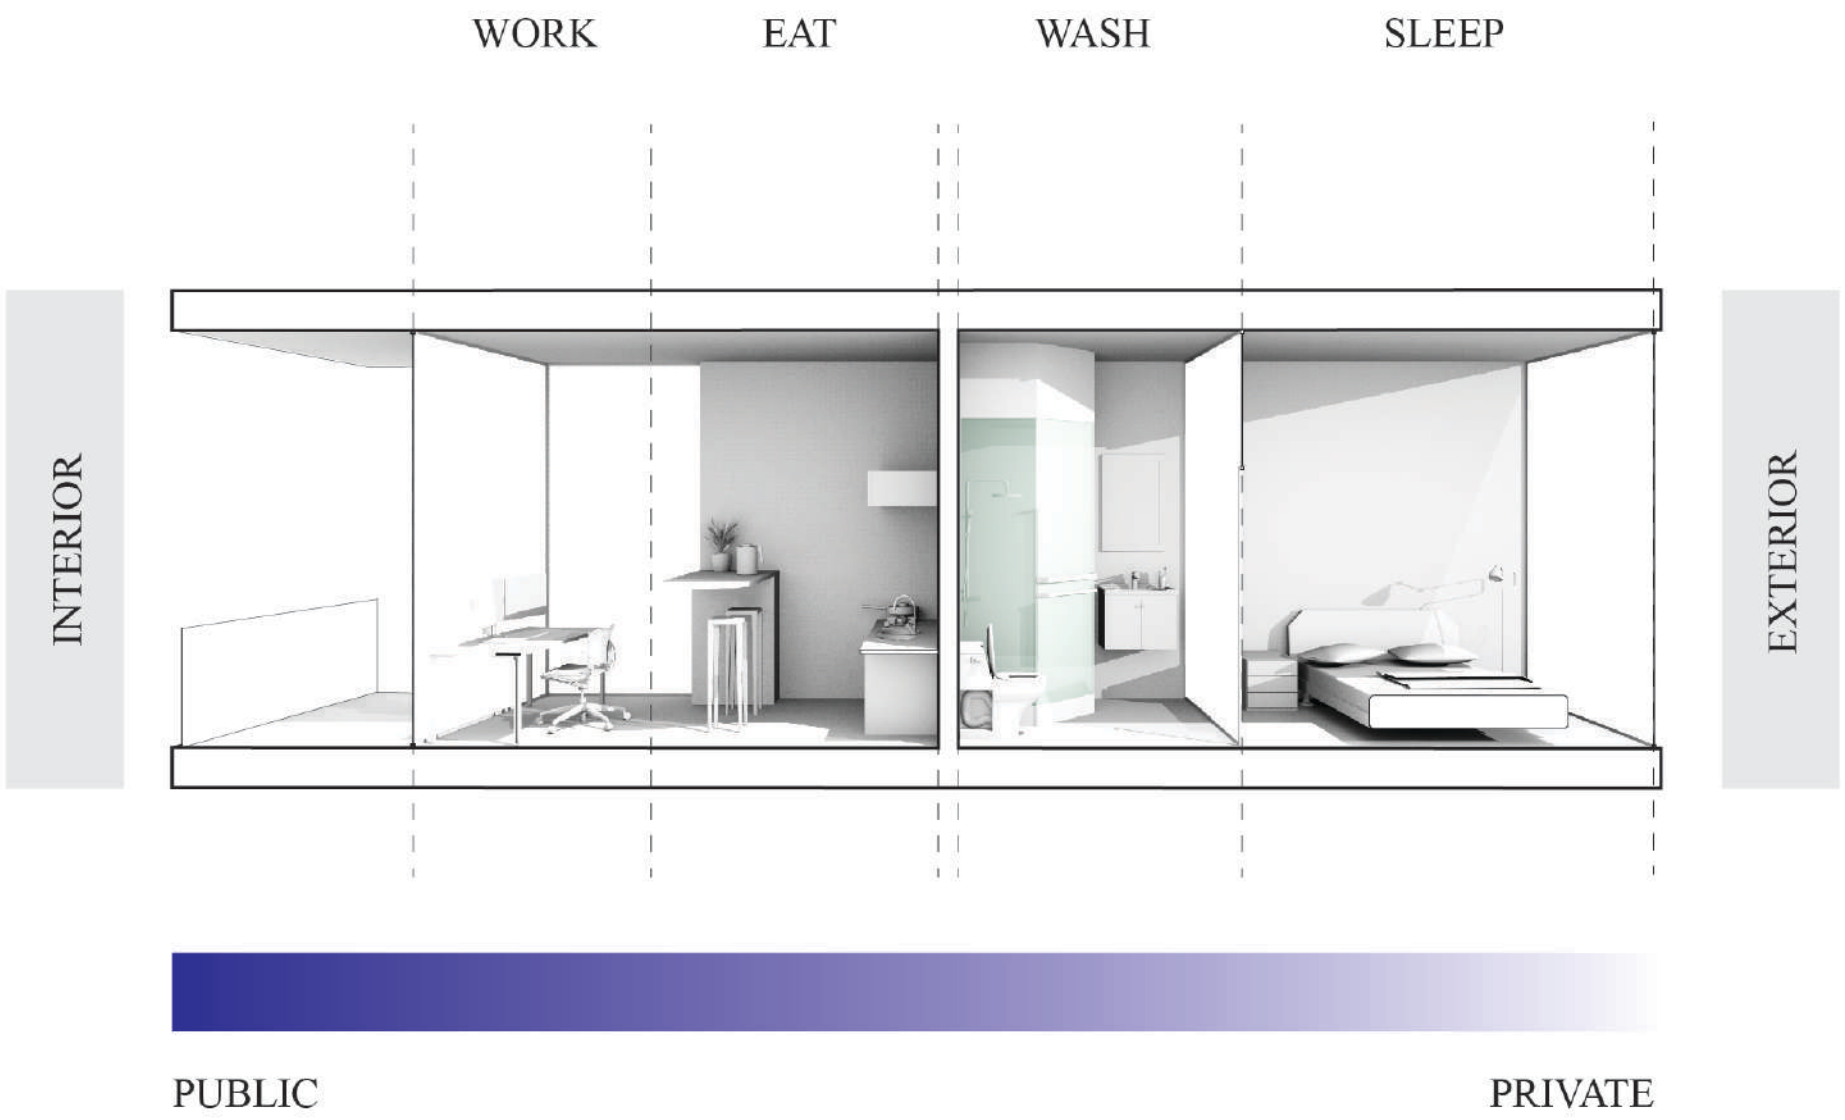 WORK
EAT
WASH
SLEEP
INTERIOR
EXTERIOR
PUBLIC
PRIVATE